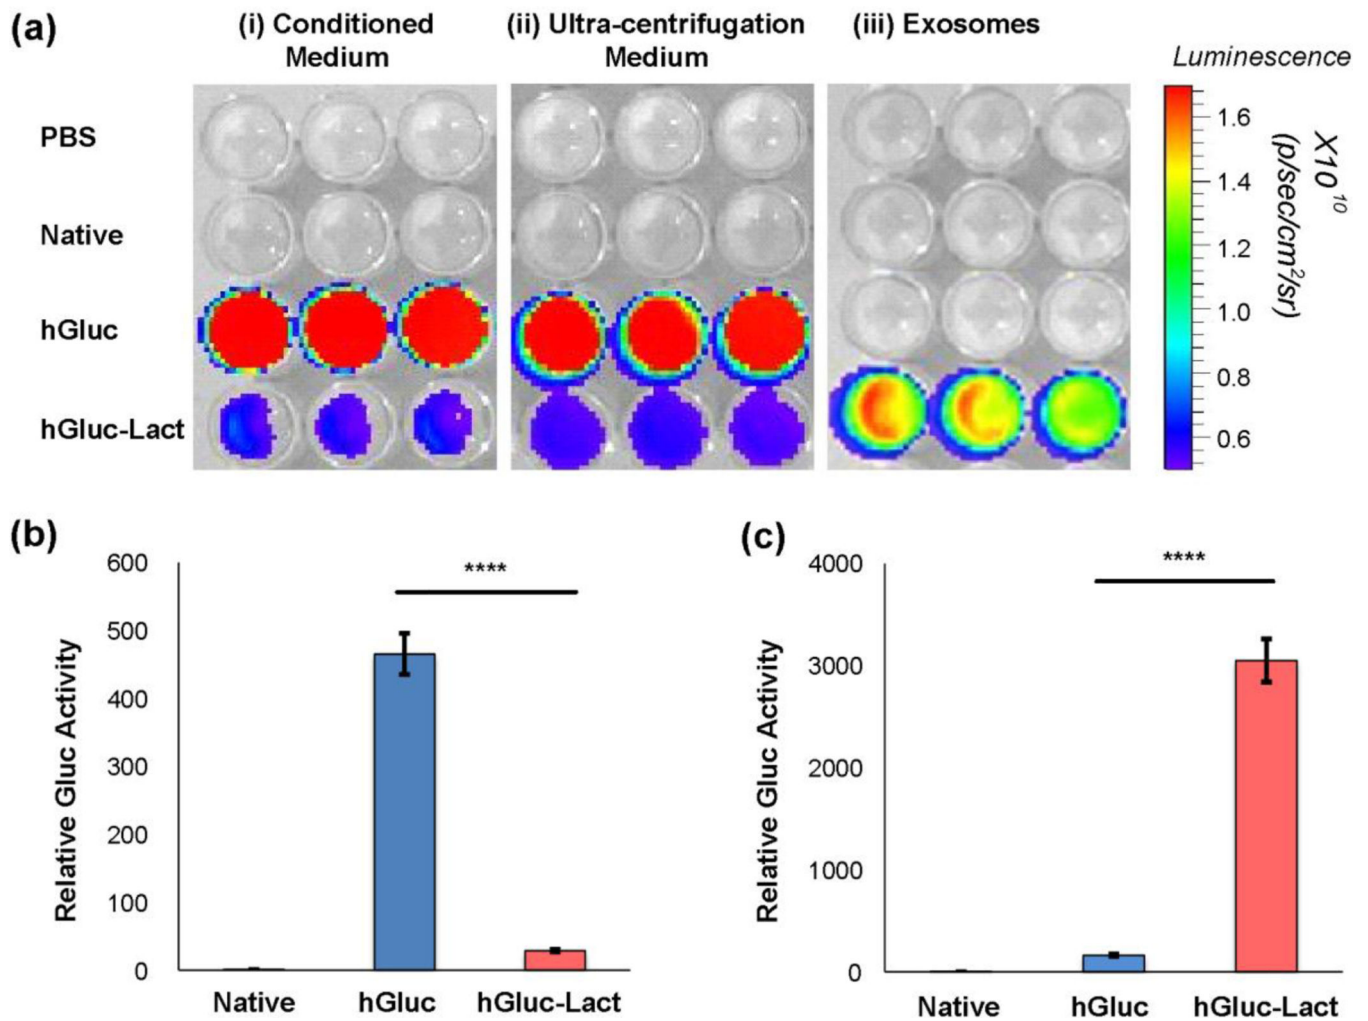 (a)
(i) Conditioned
Medium
(ii) Ultra-centrifugation
Medium
(iii) Exosomes
Luminescence
PBS
Native
hGluc
hGluc-Lact
1.6
1.4
1.2
1.0
0.8
0.6
X10^10
(p/sec/cm²/sr)
(b)
600
500
400
300
200
100
0
Relative Gluc Activity
****
Native
hGluc
hGluc-Lact
(c)
4000
3000
2000
1000
0
Relative Gluc Activity
****
Native
hGluc
hGluc-Lact